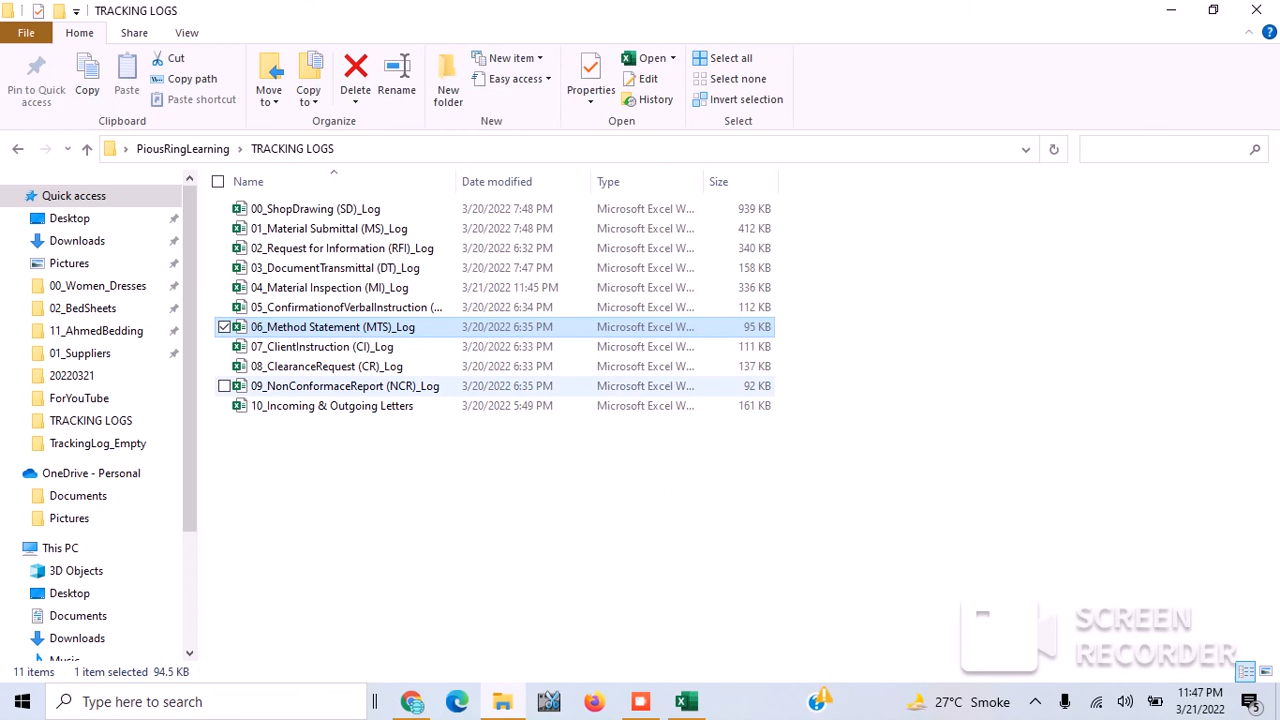 TRACKING LOGS
File Home Share View
Pin to Quick access
Copy
Paste
Cut
Copy path
Paste shortcut
Move to
Copy to
Delete
Rename
New folder
New item
Easy access
Properties
Open
Edit
History
Select all
Select none
Invert selection
Clipboard Organize New Open Select
PiousRingLearning TRACKING LOGS
Name Date modified Type Size
00_ShopDrawing (SD)_Log 3/20/2022 7:48 PM Microsoft Excel W... 939 KB
01_Material Submittal (MS)_Log 3/20/2022 7:48 PM Microsoft Excel W... 412 KB
02_Request for Information (RFI)_Log 3/20/2022 6:32 PM Microsoft Excel W... 340 KB
03_DocumentTransmittal (DT)_Log 3/20/2022 7:47 PM Microsoft Excel W... 158 KB
04_Material Inspection (MI)_Log 3/21/2022 11:45 PM Microsoft Excel W... 336 KB
05_ConfirmationofVerbalInstruction (... 3/20/2022 6:34 PM Microsoft Excel W... 112 KB
06_Method Statement (MTS)_Log 3/20/2022 6:35 PM Microsoft Excel W... 95 KB
07_ClientInstruction (CI)_Log 3/20/2022 6:33 PM Microsoft Excel W... 111 KB
08_ClearanceRequest (CR)_Log 3/20/2022 6:33 PM Microsoft Excel W... 137 KB
09_NonConformaceReport (NCR)_Log 3/20/2022 6:35 PM Microsoft Excel W... 92 KB
10_Incoming & Outgoing Letters 3/20/2022 5:49 PM Microsoft Excel W... 161 KB
Quick access
Desktop
Downloads
Pictures
00_Women_Dresses
02_BedSheets
11_AhmedBedding
01_Suppliers
20220321
ForYouTube
TRACKING LOGS
TrackingLog_Empty
OneDrive - Personal
Documents
Pictures
This PC
3D Objects
Desktop
Documents
Downloads
Music
SCREEN
RECORDER
11 items 1 item selected 94.5 KB
Type here to search
27°C Smoke
11:47 PM
3/21/2022
5